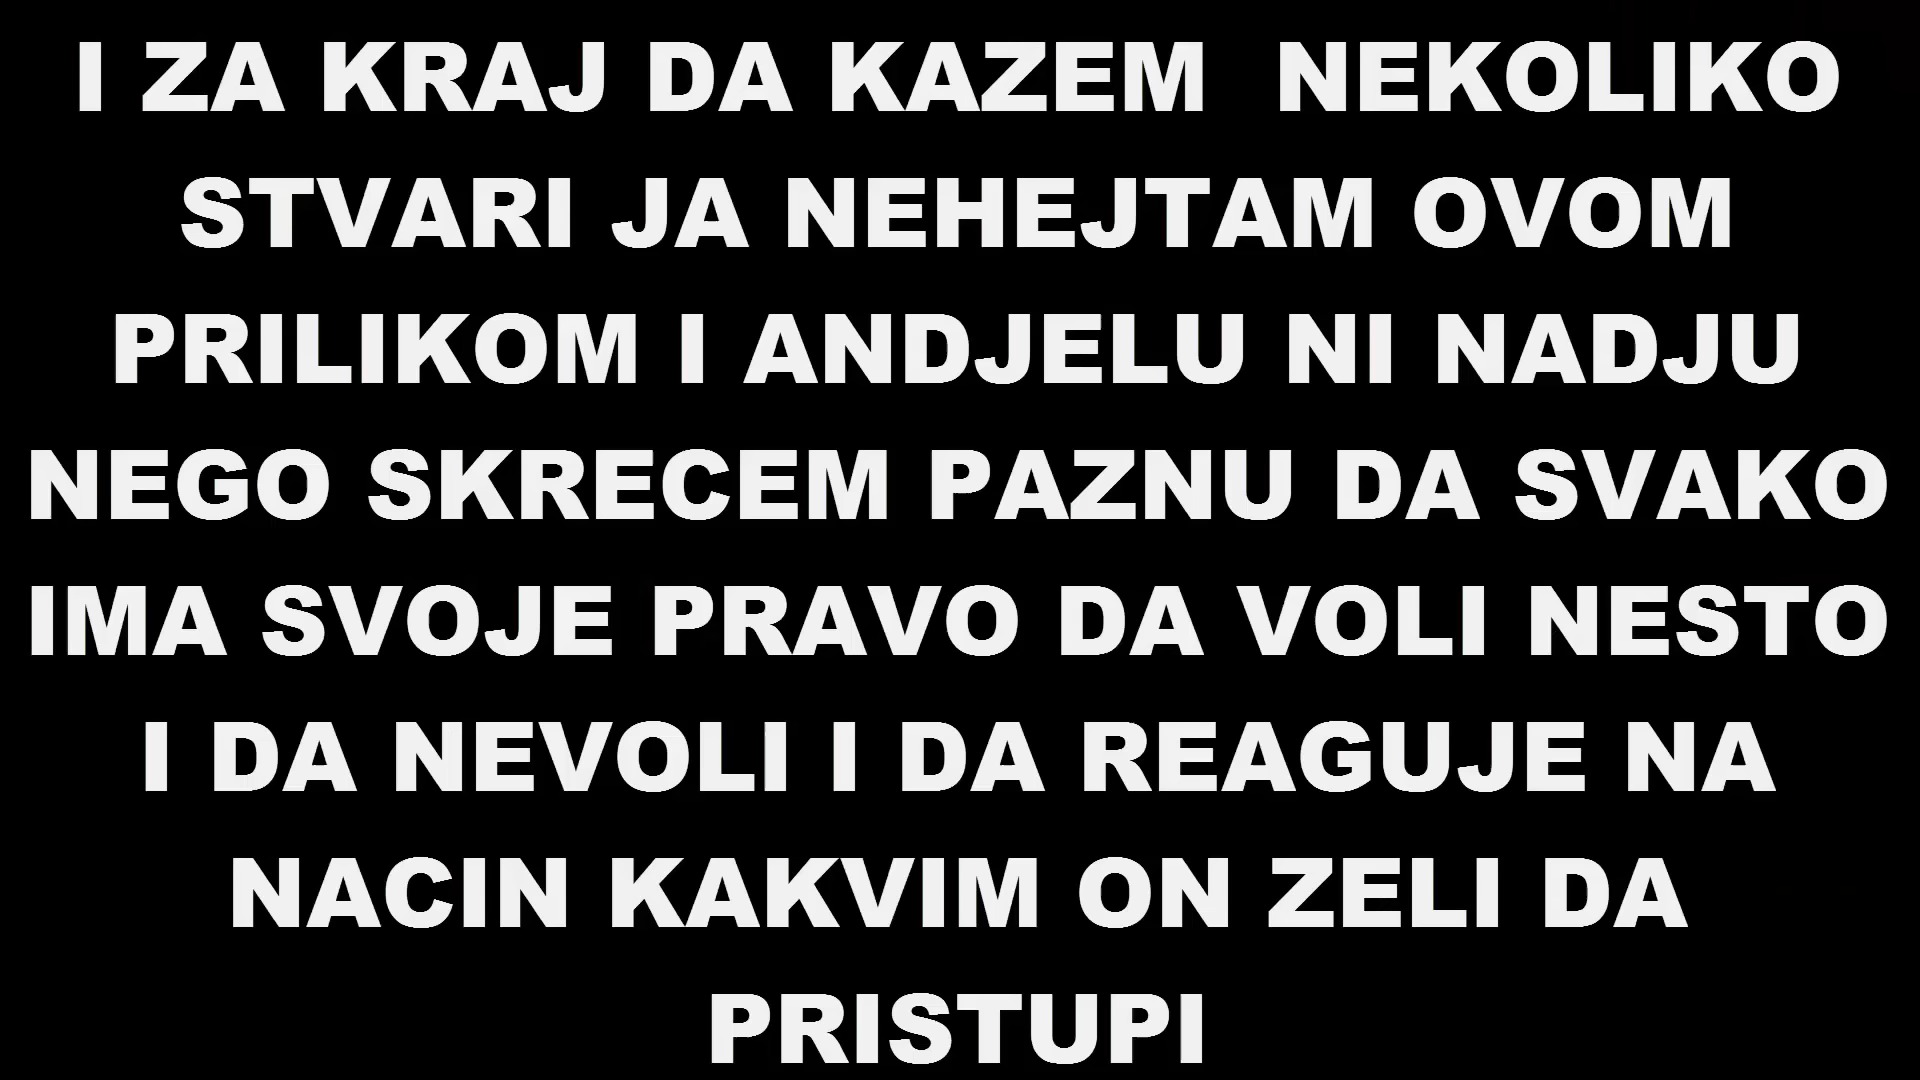 I ZA KRAJ DA KAZEM  NEKOLIKO
STVARI JA NEHEJTAM OVOM
PRILIKOM I ANDJELU NI NADJU
NEGO SKRECEM PAZNU DA SVAKO
IMA SVOJE PRAVO DA VOLI NESTO
I DA NEVOLI I DA REAGUJE NA
NACIN KAKVIM ON ZELI DA
PRISTUPI